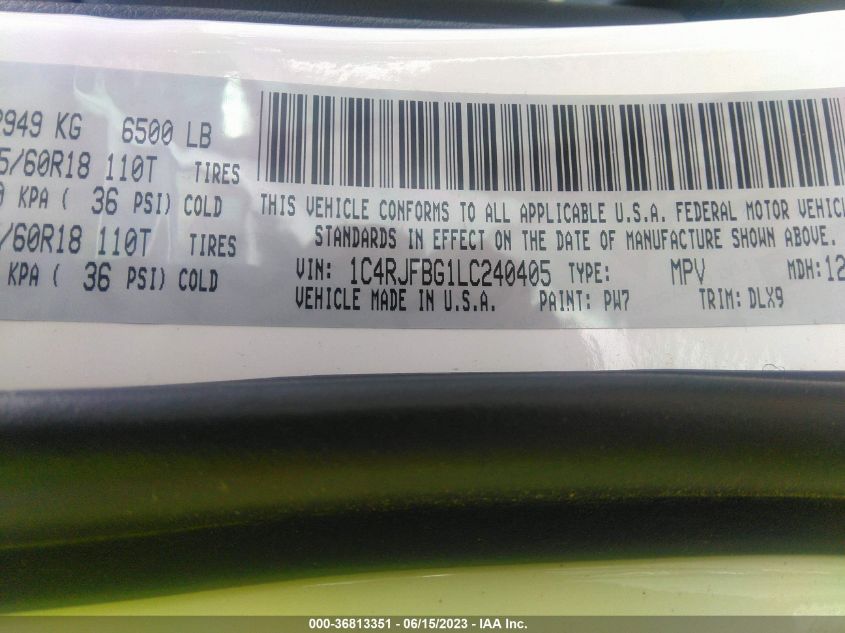 2949 KG 6500 LB
5/60R18 110T TIRES
0 KPA ( 36 PSI) COLD
/60R18 110T TIRES
KPA ( 36 PSI) COLD
THIS VEHICLE CONFORMS TO ALL APPLICABLE U.S.A. FEDERAL MOTOR VEHICL
STANDARDS IN EFFECT ON THE DATE OF MANUFACTURE SHOWN ABOVE.
VIN: 1C4RJFBG1LC240405 TYPE: MPV MDH:12
VEHICLE MADE IN U.S.A. PAINT: PW7 TRIM: DLX9
000-36813351 - 06/15/2023 - IAA Inc.